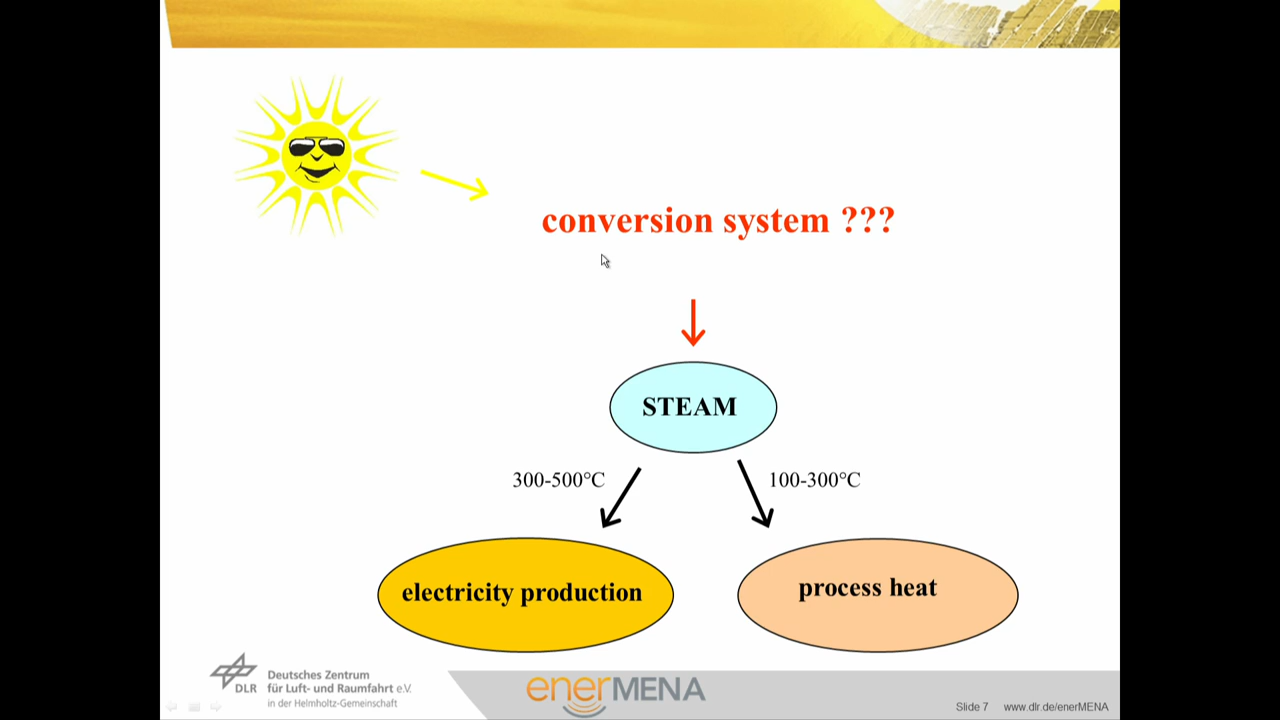 conversion system ???
STEAM
300-500°C
100-300°C
electricity production
process heat
DLR
Deutsches Zentrum
für Luft- und Raumfahrt e.V.
in der Helmholtz-Gemeinschaft
enerMENA
Slide 7 www.dlr.de/enerMENA